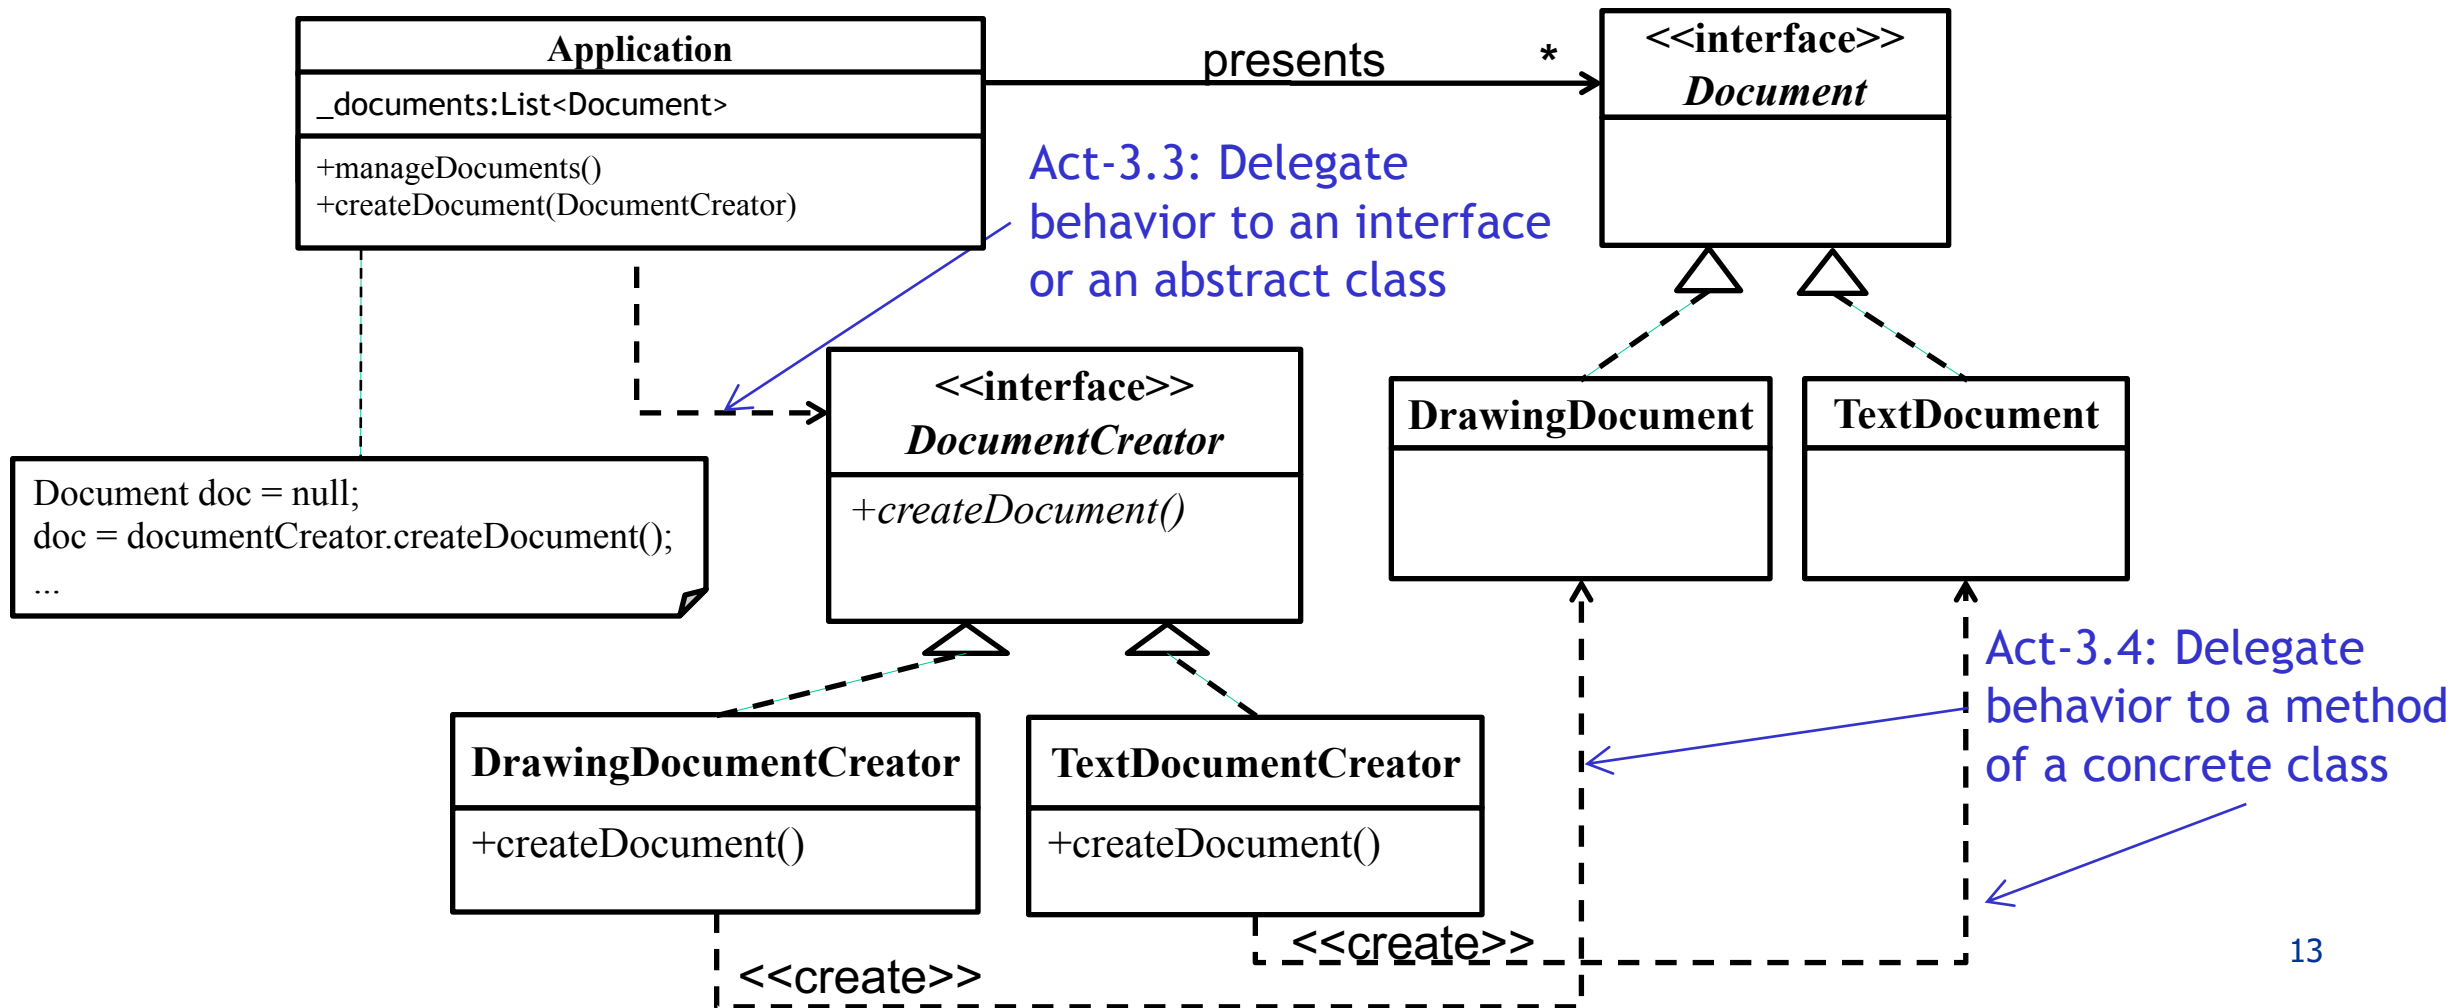 Application
_documents:List<Document>
+manageDocuments()
+createDocument(DocumentCreator)
presents
*
<<interface>>
Document
Act-3.3: Delegate
behavior to an interface
or an abstract class
<<interface>>
DocumentCreator
+createDocument()
DrawingDocument
TextDocument
Document doc = null;
doc = documentCreator.createDocument();
...
Act-3.4: Delegate
behavior to a method
of a concrete class
DrawingDocumentCreator
+createDocument()
TextDocumentCreator
+createDocument()
<<create>>
<<create>>
13